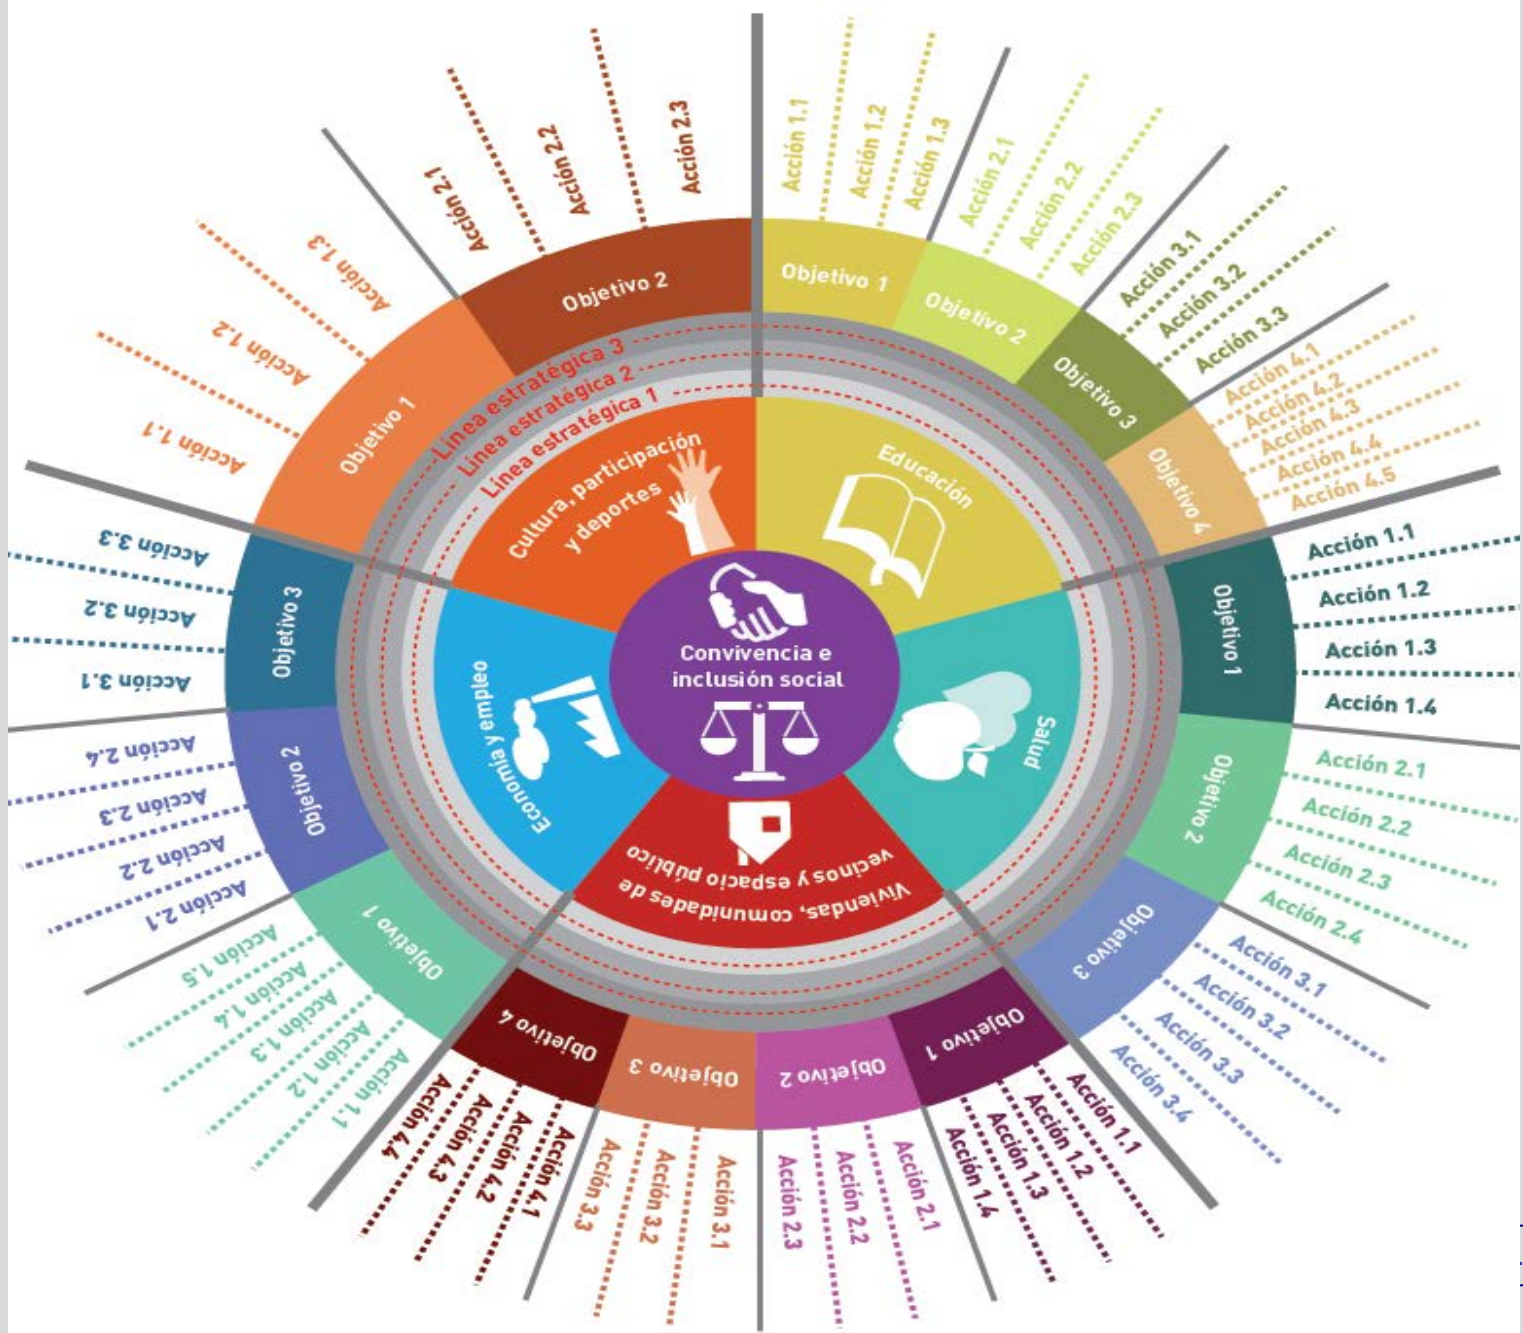 Convivencia e
inclusión social
Cultura, participación
y deportes
Educación
Salud
Viviendas, comunidades de
vecinos y espacio público
Economía y empleo
Línea estratégica 3
Línea estratégica 2
Línea estratégica 1
Objetivo 1
Acción 1.1
Acción 1.2
Acción 1.3
Objetivo 2
Acción 2.1
Acción 2.2
Acción 2.3
Objetivo 3
Acción 3.1
Acción 3.2
Acción 3.3
Objetivo 4
Acción 4.1
Acción 4.2
Acción 4.3
Acción 4.4
Acción 4.5
Objetivo 1
Acción 1.1
Acción 1.2
Acción 1.3
Acción 1.4
Objetivo 2
Acción 2.1
Acción 2.2
Acción 2.3
Acción 2.4
Objetivo 3
Acción 3.1
Acción 3.2
Acción 3.3
Acción 3.4
Objetivo 1
Acción 1.1
Acción 1.2
Acción 1.3
Acción 1.4
Objetivo 2
Acción 2.1
Acción 2.2
Acción 2.3
Objetivo 3
Acción 3.1
Acción 3.2
Acción 3.3
Objetivo 4
Acción 4.1
Acción 4.2
Acción 4.3
Acción 4.4
Objetivo 1
Acción 1.1
Acción 1.2
Acción 1.3
Acción 1.4
Acción 1.5
Objetivo 2
Acción 2.1
Acción 2.2
Acción 2.3
Acción 2.4
Objetivo 3
Acción 3.1
Acción 3.2
Acción 3.3
Objetivo 1
Acción 1.1
Acción 1.2
Acción 1.3
Objetivo 2
Acción 2.1
Acción 2.2
Acción 2.3